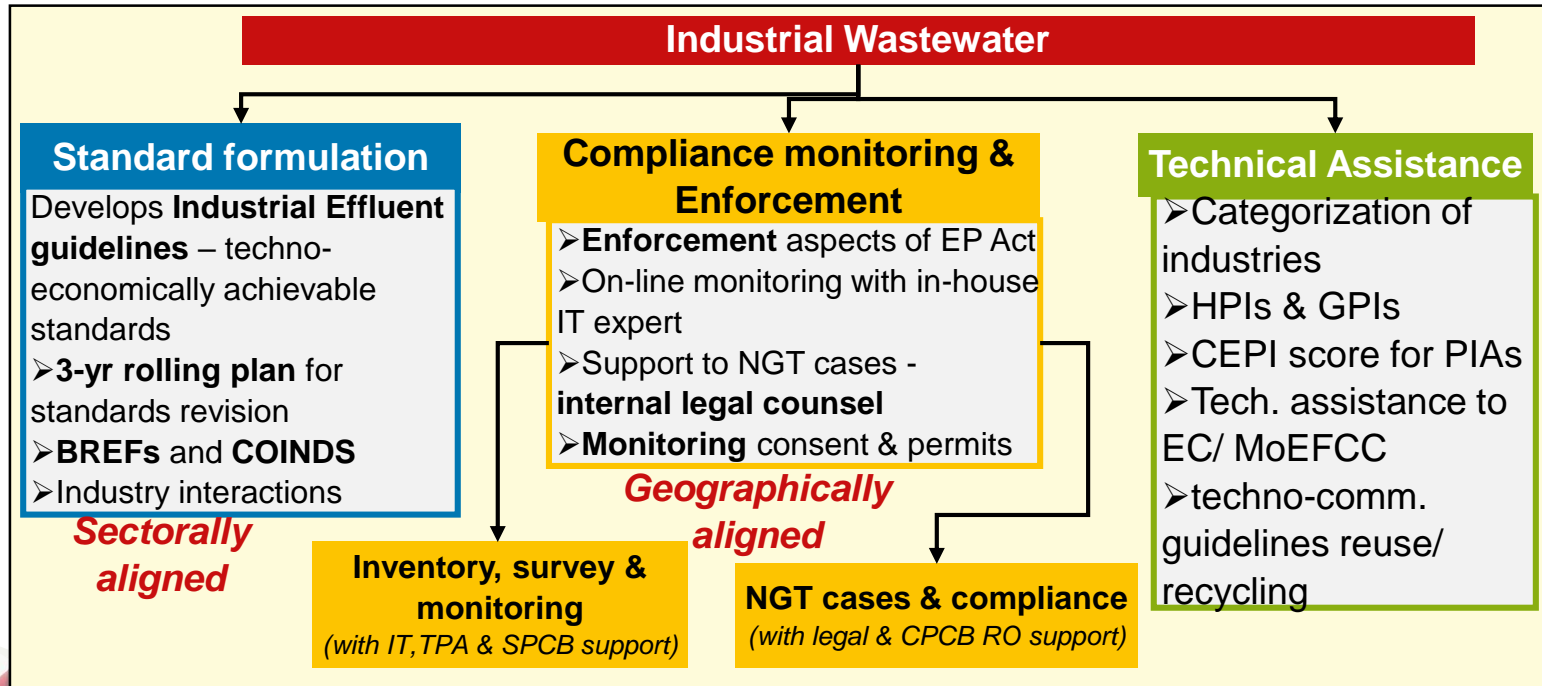 Industrial Wastewater
Standard formulation
Develops Industrial Effluent
guidelines – techno-
economically achievable
standards
➢3-yr rolling plan for
standards revision
➢BREFs and COINDS
➢Industry interactions
Sectorally
aligned
Compliance monitoring &
Enforcement
➢Enforcement aspects of EP Act
➢On-line monitoring with in-house
IT expert
➢Support to NGT cases -
internal legal counsel
➢Monitoring consent & permits
Geographically
aligned
Inventory, survey &
monitoring
(with IT,TPA & SPCB support)
NGT cases & compliance
(with legal & CPCB RO support)
Technical Assistance
➢Categorization of
industries
➢HPIs & GPIs
➢CEPI score for PIAs
➢Tech. assistance to
EC/ MoEFCC
➢techno-comm.
guidelines reuse/
recycling